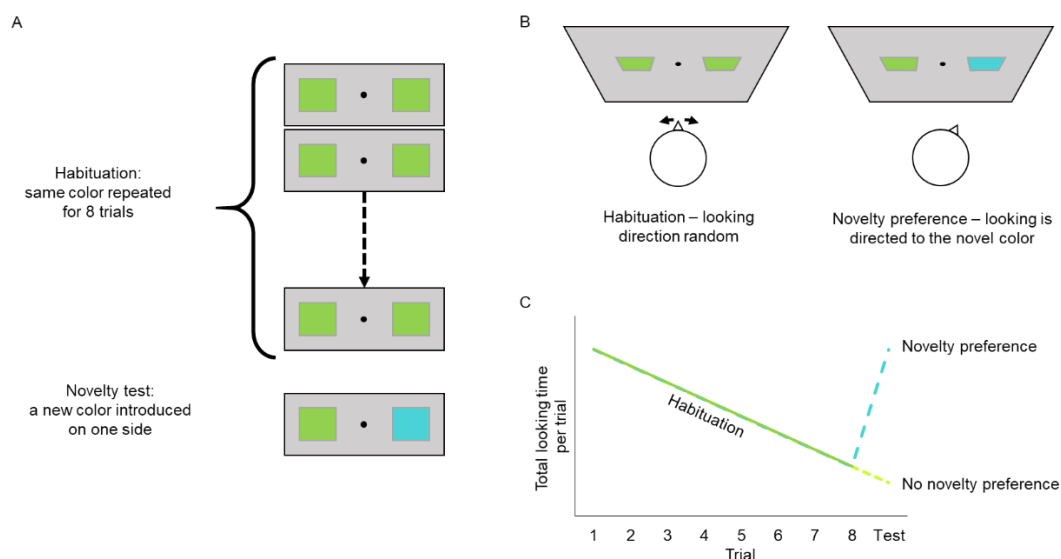 A
Habituation:
same color repeated
for 8 trials
Novelty test:
a new color introduced
on one side
B
Habituation – looking
direction random
Novelty preference – looking is
directed to the novel color
C
Total looking time
per trial
Habituation
Novelty preference
No novelty preference
1 2 3 4 5 6 7 8 Test
Trial